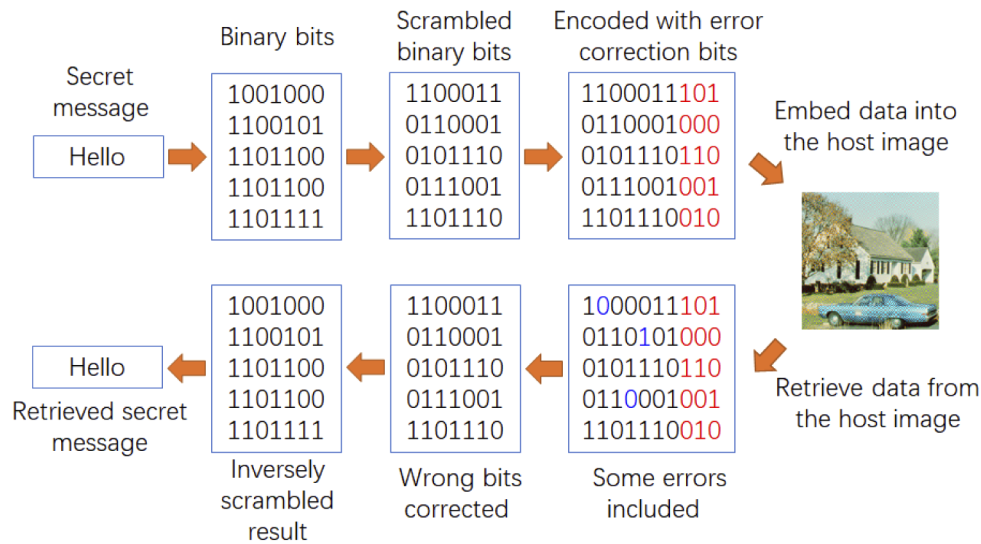 Secret
message
Hello
Binary bits
1001000
1100101
1101100
1101100
1101111
Scrambled
binary bits
1100011
0110001
0101110
0111001
1101110
Encoded with error
correction bits
1100011101
0110001000
0101110110
0111001001
1101110010
Embed data into
the host image
Retrieve data from
the host image
1000011101
0110101000
0101110110
0110001001
1101110010
Some errors
included
1100011
0110001
0101110
0111001
1101110
Wrong bits
corrected
1001000
1100101
1101100
1101100
1101111
Inversely
scrambled
result
Hello
Retrieved secret
message